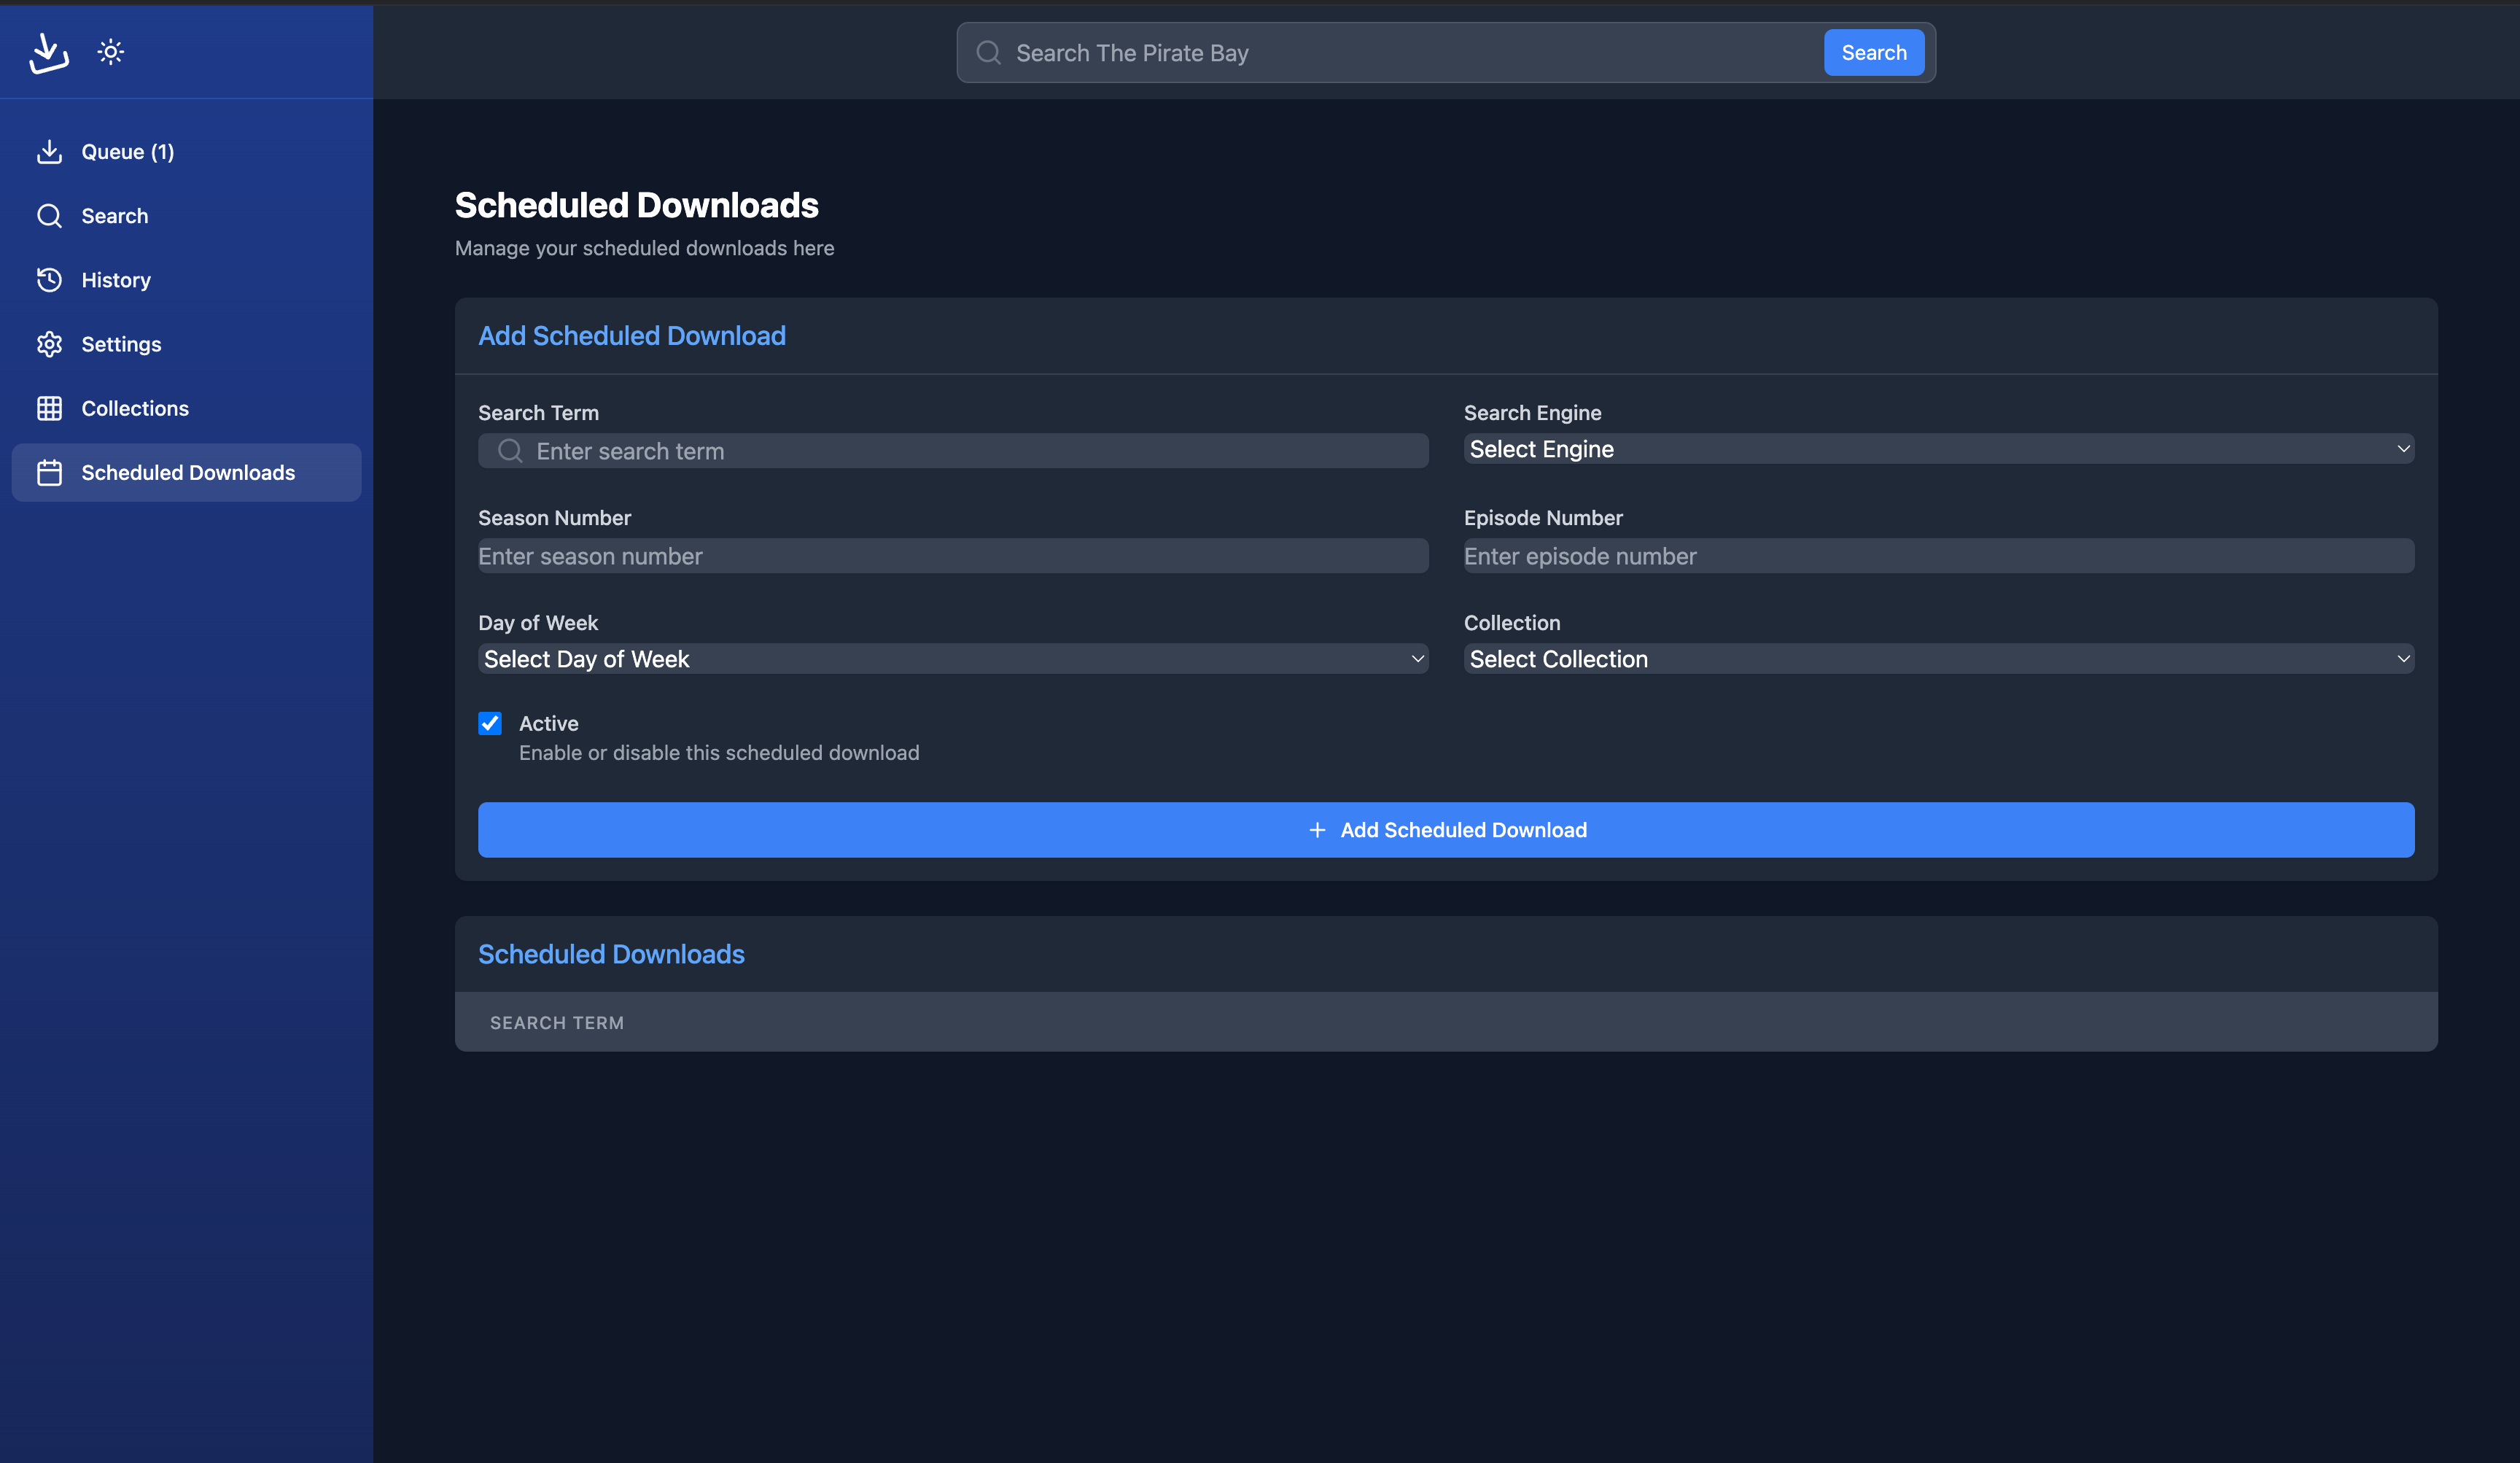 Search The Pirate Bay
Search
Queue (1)
Search
History
Settings
Collections
Scheduled Downloads
Scheduled Downloads
Manage your scheduled downloads here
Add Scheduled Download
Search Term
Search Engine
Enter search term
Select Engine
Season Number
Episode Number
Enter season number
Enter episode number
Day of Week
Collection
Select Day of Week
Select Collection
Active
Enable or disable this scheduled download
Add Scheduled Download
Scheduled Downloads
SEARCH TERM